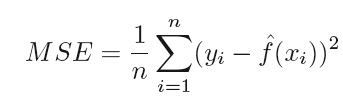 MSE = \frac{1}{n} \sum_{i=1}^{n} (y_i - \hat{f}(x_i))^2